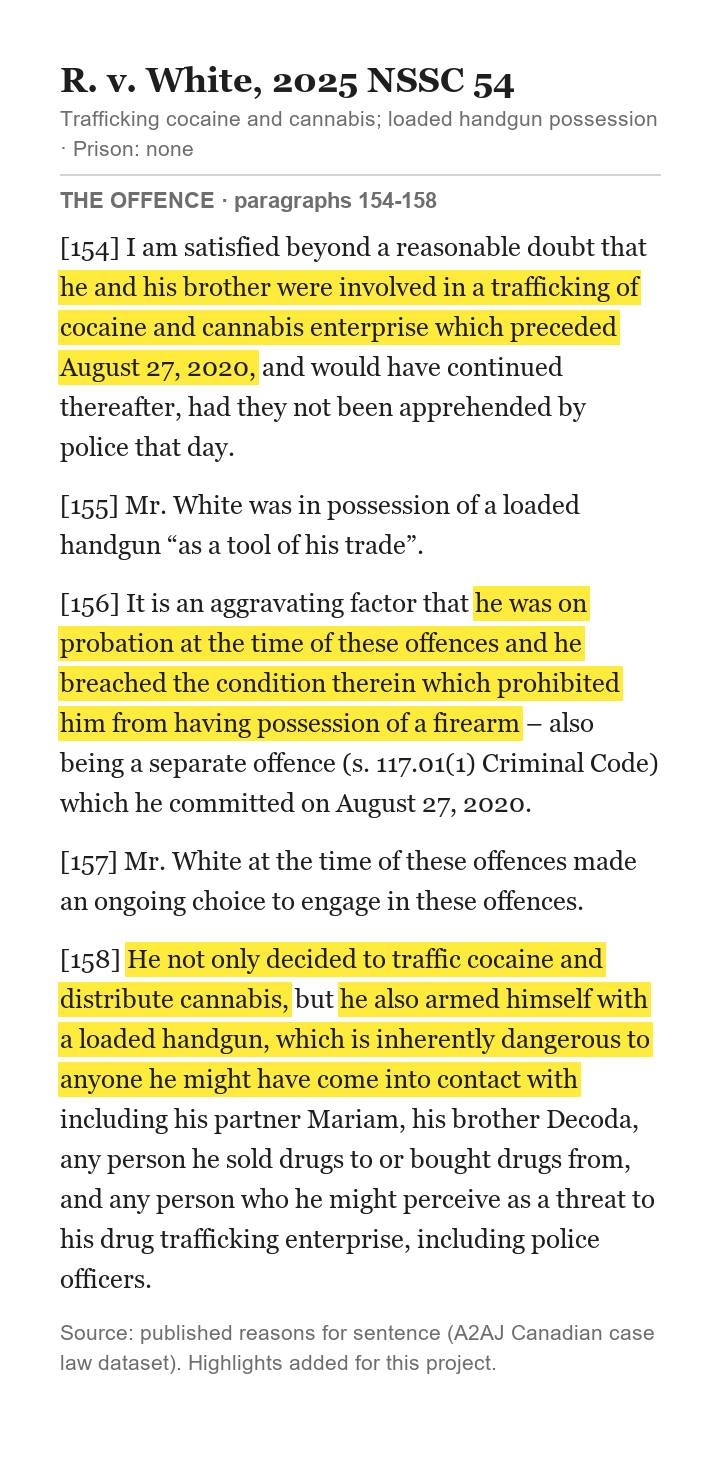 R. v. White, 2025 NSSC 54
Trafficking cocaine and cannabis; loaded handgun possession
· Prison: none
THE OFFENCE · paragraphs 154-158
[154] I am satisfied beyond a reasonable doubt that
he and his brother were involved in a trafficking of
cocaine and cannabis enterprise which preceded
August 27, 2020, and would have continued
thereafter, had they not been apprehended by
police that day.
[155] Mr. White was in possession of a loaded
handgun “as a tool of his trade”.
[156] It is an aggravating factor that he was on
probation at the time of these offences and he
breached the condition therein which prohibited
him from having possession of a firearm – also
being a separate offence (s. 117.01(1) Criminal Code)
which he committed on August 27, 2020.
[157] Mr. White at the time of these offences made
an ongoing choice to engage in these offences.
[158] He not only decided to traffic cocaine and
distribute cannabis, but he also armed himself with
a loaded handgun, which is inherently dangerous to
anyone he might have come into contact with
including his partner Mariam, his brother Decoda,
any person he sold drugs to or bought drugs from,
and any person who he might perceive as a threat to
his drug trafficking enterprise, including police
officers.
Source: published reasons for sentence (A2AJ Canadian case
law dataset). Highlights added for this project.